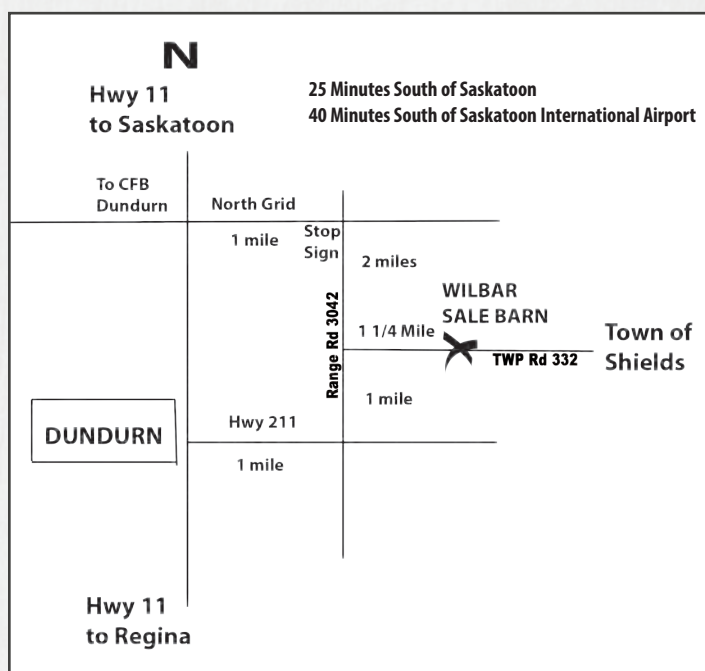 N
Hwy 11
to Saskatoon
25 Minutes South of Saskatoon
40 Minutes South of Saskatoon International Airport
To CFB
Dundurn
North Grid
1 mile
Stop
Sign
2 miles
WILBAR
SALE BARN
Range Rd 3042
1 1/4 Mile
TWP Rd 332
Town of
Shields
1 mile
DUNDURN
Hwy 211
1 mile
Hwy 11
to Regina